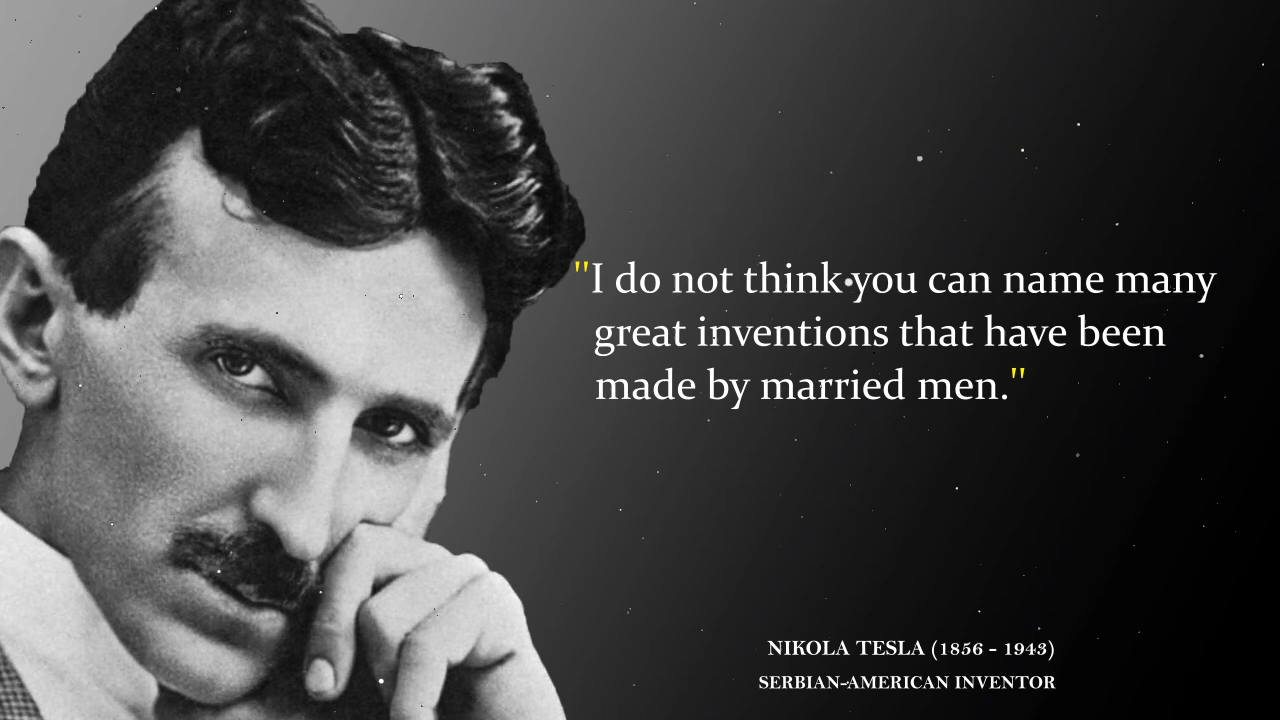 "I do not think you can name many
great inventions that have been
made by married men."
NIKOLA TESLA (1856 - 1943)
SERBIAN-AMERICAN INVENTOR